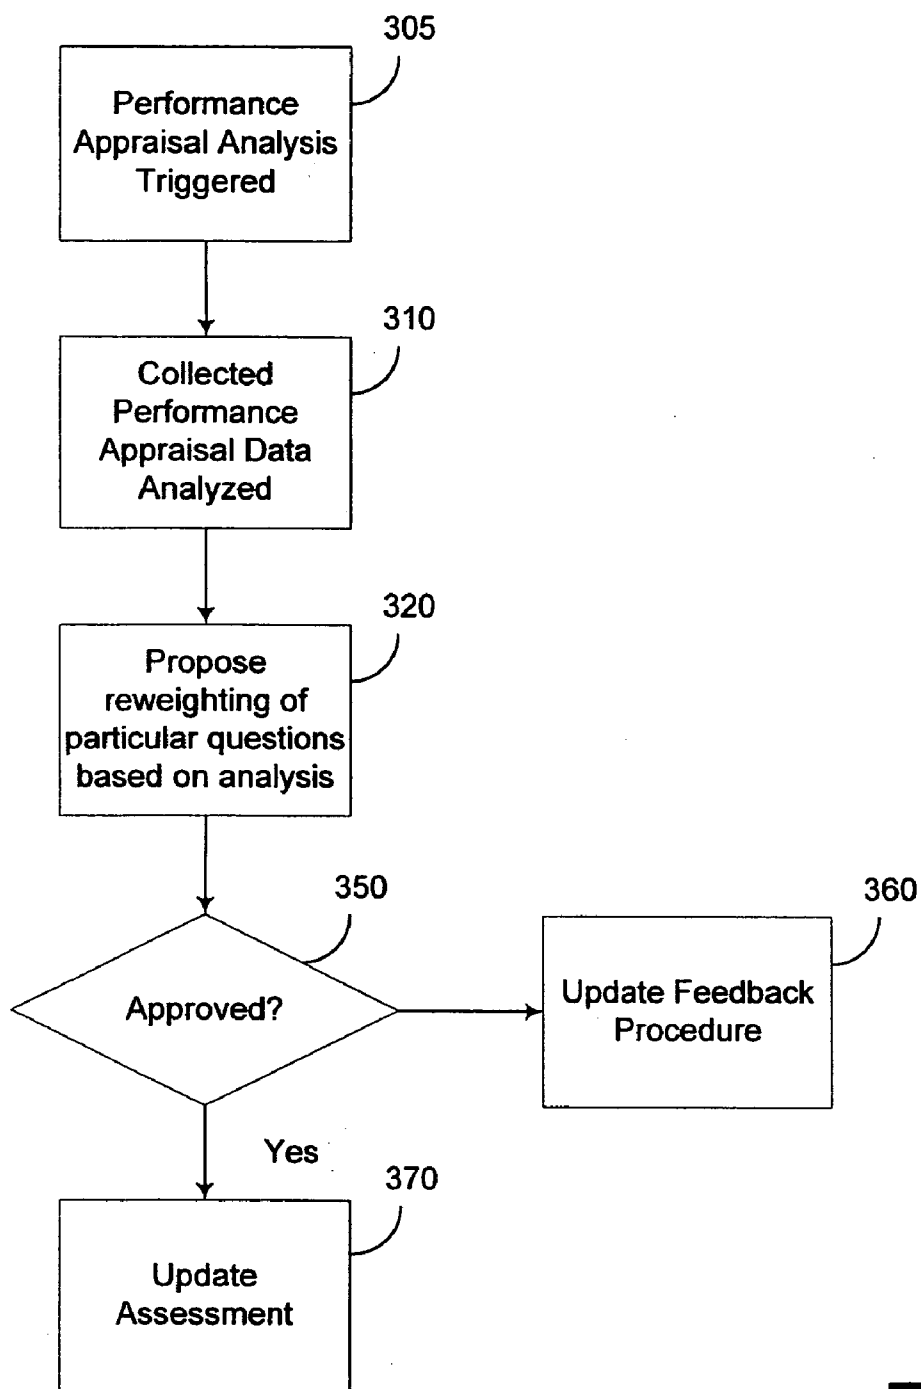 305
Performance
Appraisal Analysis
Triggered
310
Collected
Performance
Appraisal Data
Analyzed
320
Propose
reweighting of
particular questions
based on analysis
350
Approved?
360
Update Feedback
Procedure
Yes
370
Update
Assessment